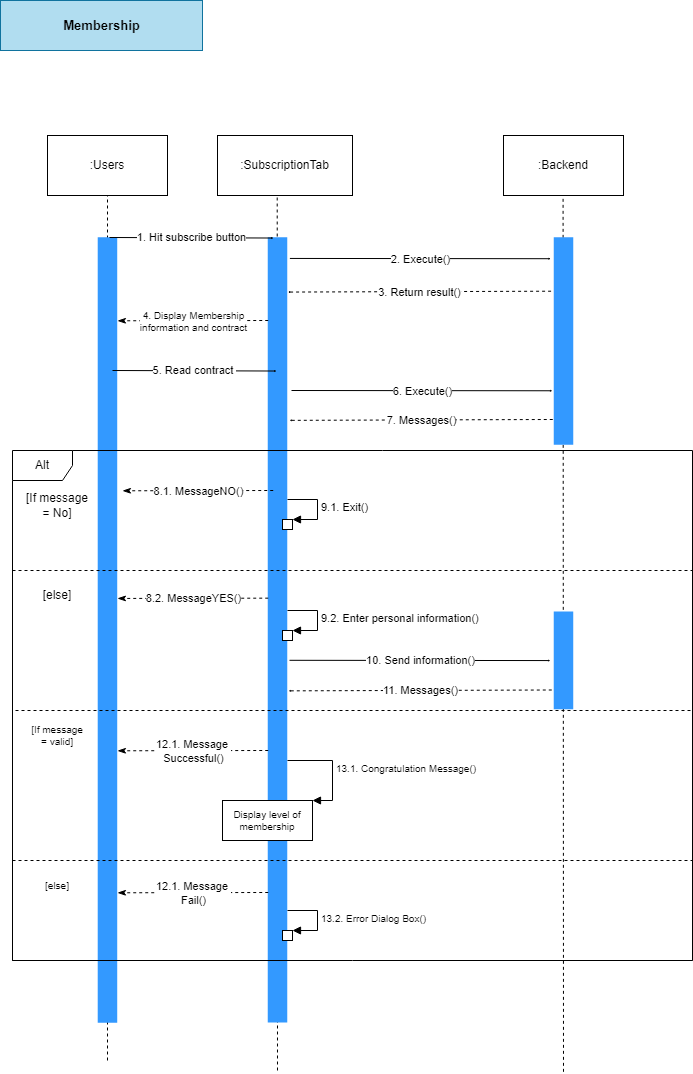 Membership
:Users
:SubscriptionTab
:Backend
1. Hit subscribe button
2. Execute()
3. Return result()
4. Display Membership
information and contract
5. Read contract
6. Execute()
7. Messages()
Alt
[If message
= No]
8.1. MessageNO()
9.1. Exit()
[else]
8.2. MessageYES()
9.2. Enter personal information()
10. Send information()
11. Messages()
[If message
= valid]
12.1. Message
Successful()
13.1. Congratulation Message()
Display level of
membership
[else]
12.1. Message
Fail()
13.2. Error Dialog Box()